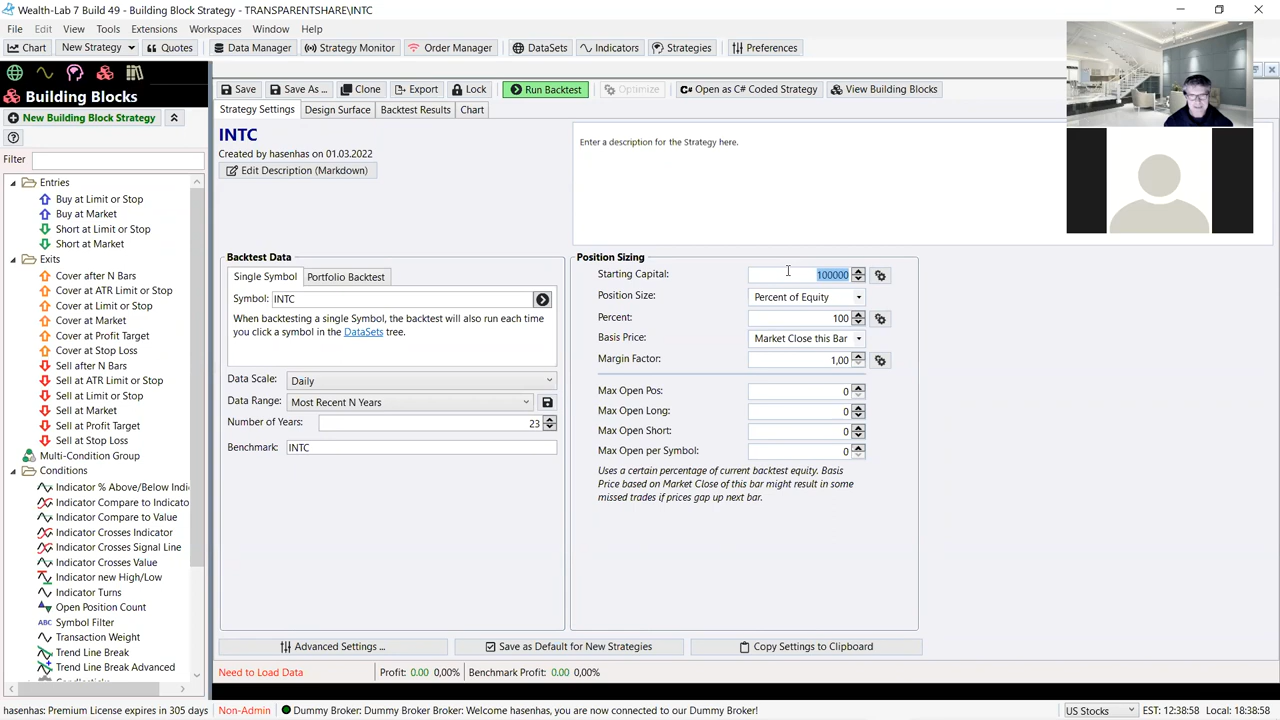 Wealth-Lab 7 Build 49 - Building Block Strategy - TRANSPARENTSHARE\INTC
File Edit View Tools Extensions Workspaces Window Help
Chart New Strategy Quotes Data Manager Strategy Monitor Order Manager DataSets Indicators Strategies Preferences
Building Blocks
New Building Block Strategy
Filter
Entries
Buy at Limit or Stop
Buy at Market
Short at Limit or Stop
Short at Market
Exits
Cover after N Bars
Cover at ATR Limit or Stop
Cover at Limit or Stop
Cover at Market
Cover at Profit Target
Cover at Stop Loss
Sell after N Bars
Sell at ATR Limit or Stop
Sell at Limit or Stop
Sell at Market
Sell at Profit Target
Sell at Stop Loss
Multi-Condition Group
Conditions
Indicator % Above/Below Indi
Indicator Compare to Indicato
Indicator Compare to Value
Indicator Crosses Indicator
Indicator Crosses Signal Line
Indicator Crosses Value
Indicator new High/Low
Indicator Turns
Open Position Count
ABC Symbol Filter
Transaction Weight
Trend Line Break
Trend Line Break Advanced
Save Save As ... Clone Export Lock Run Backtest Optimize Open as C# Coded Strategy View Building Blocks
Strategy Settings Design Surface Backtest Results Chart
INTC
Created by hasenhas on 01.03.2022
Edit Description (Markdown)
Enter a description for the Strategy here.
Backtest Data
Single Symbol Portfolio Backtest
Symbol: INTC
When backtesting a single Symbol, the backtest will also run each time
you click a symbol in the DataSets tree.
Data Scale: Daily
Data Range: Most Recent N Years
Number of Years: 23
Benchmark: INTC
Position Sizing
Starting Capital: 100000
Position Size: Percent of Equity
Percent: 100
Basis Price: Market Close this Bar
Margin Factor: 1,00
Max Open Pos: 0
Max Open Long: 0
Max Open Short: 0
Max Open per Symbol: 0
Uses a certain percentage of current backtest equity. Basis
Price based on Market Close of this bar might result in some
missed trades if prices gap up next bar.
Advanced Settings ... Save as Default for New Strategies Copy Settings to Clipboard
Need to Load Data Profit: 0.00 0,00% Benchmark Profit: 0.00 0,00%
hasenhas: Premium License expires in 305 days Non-Admin Dummy Broker: Dummy Broker Broker: Welcome hasenhas, you are now connected to our Dummy Broker! US Stocks EST: 12:38:58 Local: 18:38:58